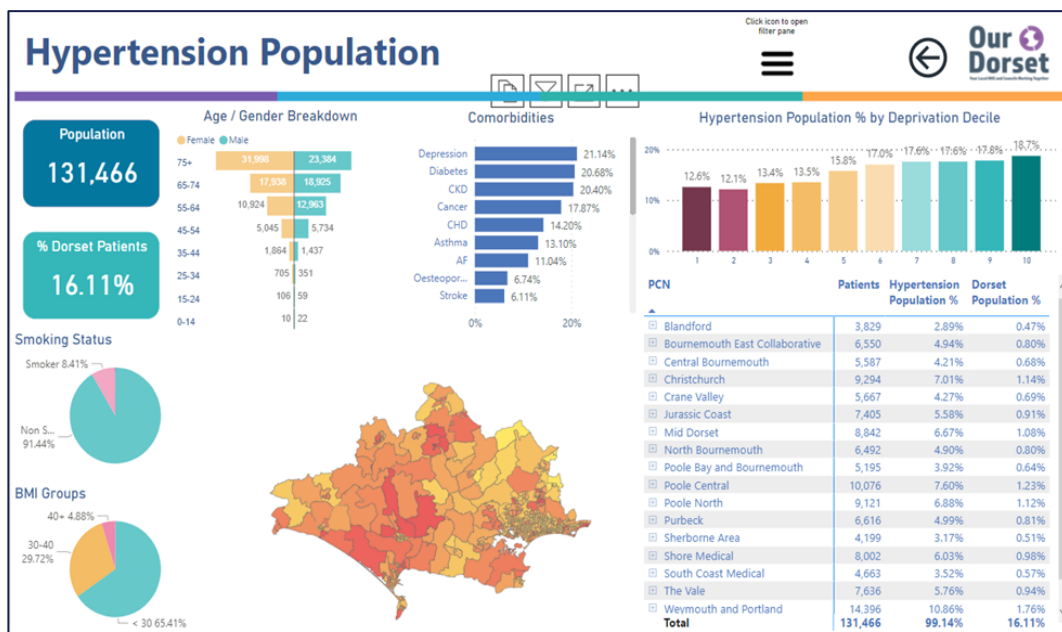 Hypertension Population
Click icon to open
filter pane
Our
Dorset
Your Local NHS and Councils Working Together
Population
131,466
% Dorset Patients
16.11%
Age / Gender Breakdown
Female Male
75+ 31,998 23,384
65-74 17,938 18,925
55-64 10,924 12,963
45-54 5,045 5,734
35-44 1,864 1,437
25-34 705 351
15-24 106 59
0-14 10 22
Comorbidities
Depression 21.14%
Diabetes 20.68%
CKD 20.40%
Cancer 17.87%
CHD 14.20%
Asthma 13.10%
AF 11.04%
Oesteopor... 6.74%
Stroke 6.11%
0% 20%
Hypertension Population % by Deprivation Decile
20%
10%
0%
12.6% 12.1% 13.4% 13.5% 15.8% 17.0% 17.6% 17.6% 17.8% 18.7%
1 2 3 4 5 6 7 8 9 10
Smoking Status
Smoker 8.41%
Non S...
91.44%
BMI Groups
40+ 4.88%
30-40
29.72%
< 30 65.41%
PCN Patients Hypertension Population % Dorset Population %
Blandford 3,829 2.89% 0.47%
Bournemouth East Collaborative 6,550 4.94% 0.80%
Central Bournemouth 5,587 4.21% 0.68%
Christchurch 9,294 7.01% 1.14%
Crane Valley 5,667 4.27% 0.69%
Jurassic Coast 7,405 5.58% 0.91%
Mid Dorset 8,842 6.67% 1.08%
North Bournemouth 6,492 4.90% 0.80%
Poole Bay and Bournemouth 5,195 3.92% 0.64%
Poole Central 10,076 7.60% 1.23%
Poole North 9,121 6.88% 1.12%
Purbeck 6,616 4.99% 0.81%
Sherborne Area 4,199 3.17% 0.51%
Shore Medical 8,002 6.03% 0.98%
South Coast Medical 4,663 3.52% 0.57%
The Vale 7,636 5.76% 0.94%
Weymouth and Portland 14,396 10.86% 1.76%
Total 131,466 99.14% 16.11%